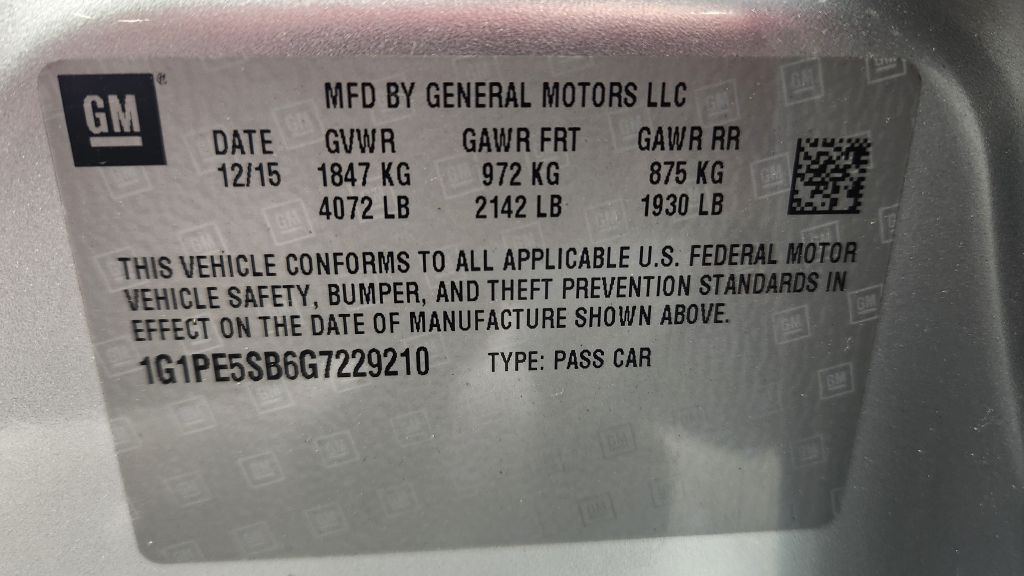 GM
MFD BY GENERAL MOTORS LLC
DATE GVWR GAWR FRT GAWR RR
12/15 1847 KG 972 KG 875 KG
4072 LB 2142 LB 1930 LB
THIS VEHICLE CONFORMS TO ALL APPLICABLE U.S. FEDERAL MOTOR
VEHICLE SAFETY, BUMPER, AND THEFT PREVENTION STANDARDS IN
EFFECT ON THE DATE OF MANUFACTURE SHOWN ABOVE.
1G1PE5SB6G7229210 TYPE: PASS CAR